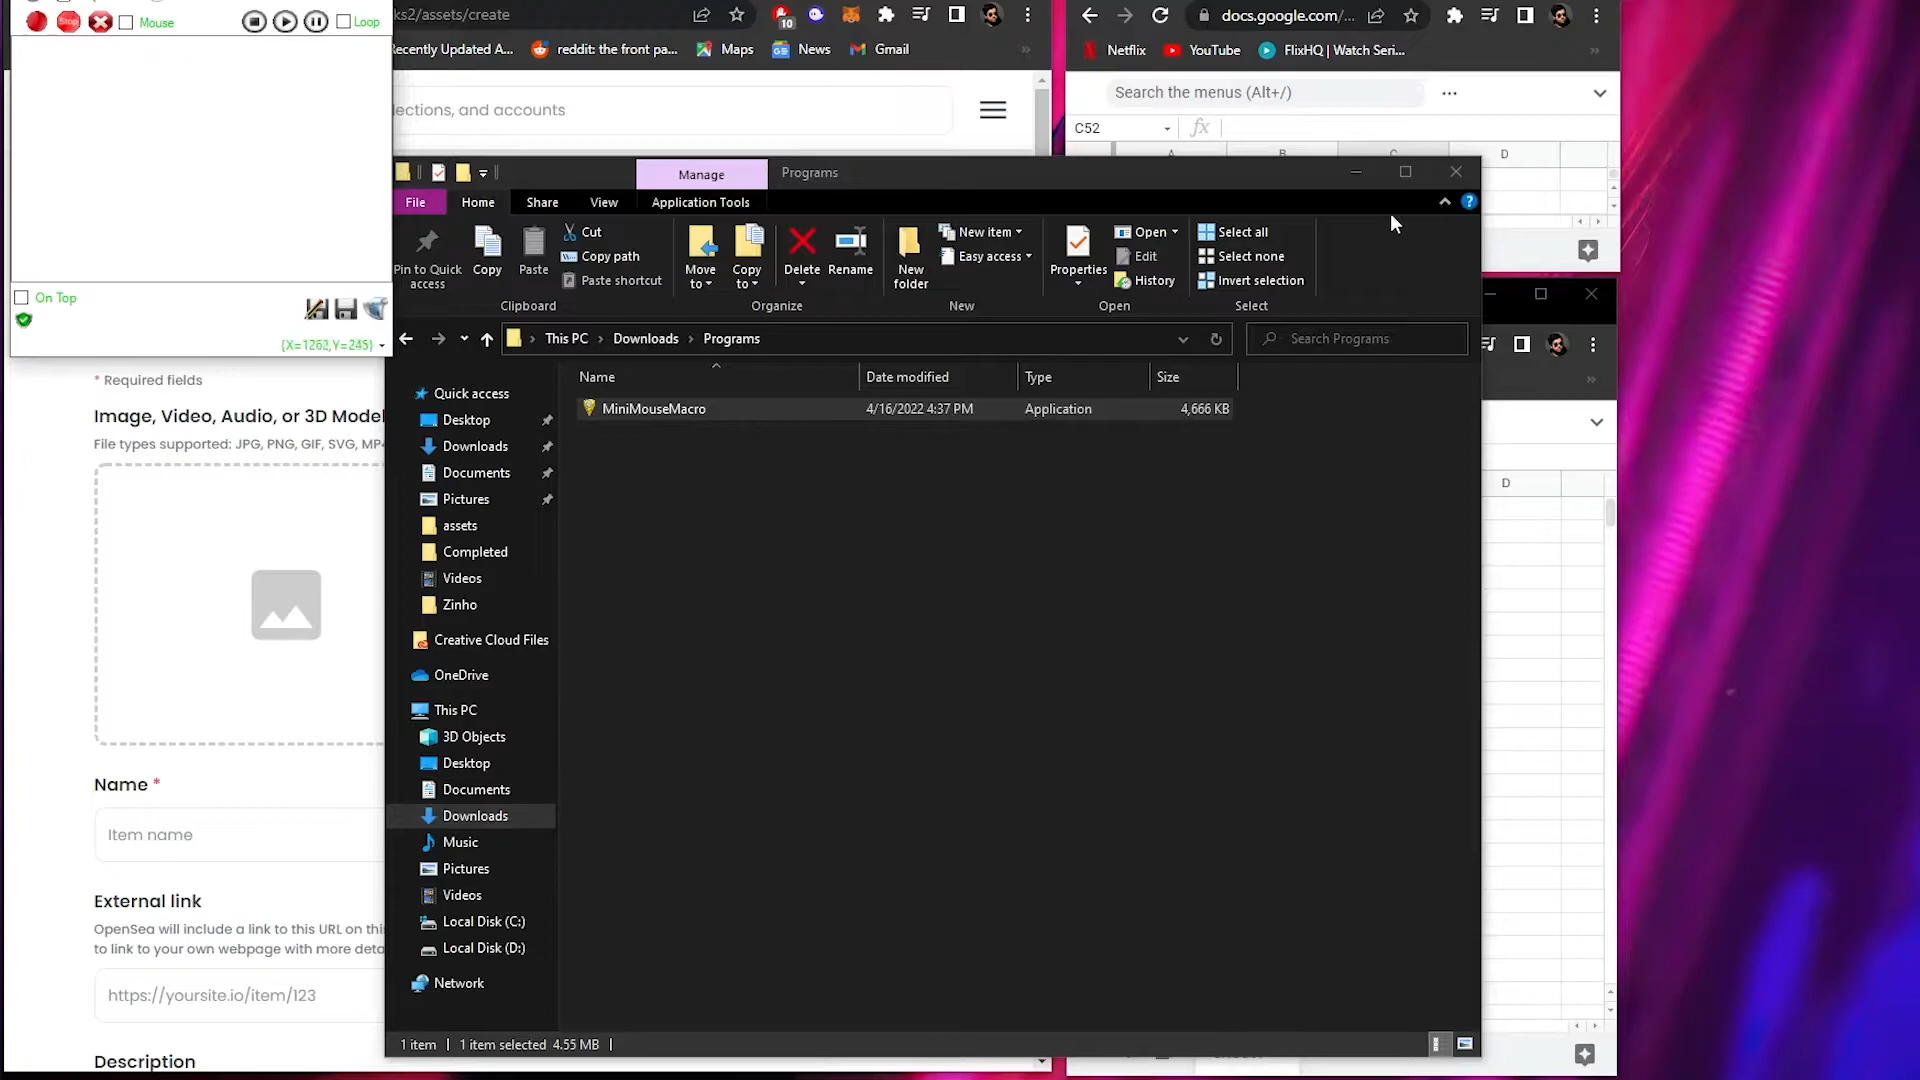 Stop
Mouse
Loop
On Top
{X=1262,Y=245}
ks2/assets/create
10
ecently Updated A...
reddit: the front pa...
Maps
News
Gmail
lections, and accounts
* Required fields
Image, Video, Audio, or 3D Model
File types supported: JPG, PNG, GIF, SVG, MP4
Name *
Item name
External link
OpenSea will include a link to this URL on this
to link to your own webpage with more deta
https://yoursite.io/item/123
Description
docs.google.com/...
Netflix
YouTube
FlixHQ | Watch Seri...
Search the menus (Alt+/)
C52
fx
A
B
C
D
D
Manage
Programs
File
Home
Share
View
Application Tools
Pin to Quick
access
Copy
Paste
Cut
Copy path
Paste shortcut
Clipboard
Move
to
Copy
to
Delete
Rename
Organize
New
folder
New item
Easy access
New
Properties
Open
Edit
History
Open
Select all
Select none
Invert selection
Select
This PC
Downloads
Programs
Search Programs
Name
Date modified
Type
Size
MiniMouseMacro
4/16/2022 4:37 PM
Application
4,666 KB
Quick access
Desktop
Downloads
Documents
Pictures
assets
Completed
Videos
Zinho
Creative Cloud Files
OneDrive
This PC
3D Objects
Desktop
Documents
Downloads
Music
Pictures
Videos
Local Disk (C:)
Local Disk (D:)
Network
1 item
1 item selected 4.55 MB